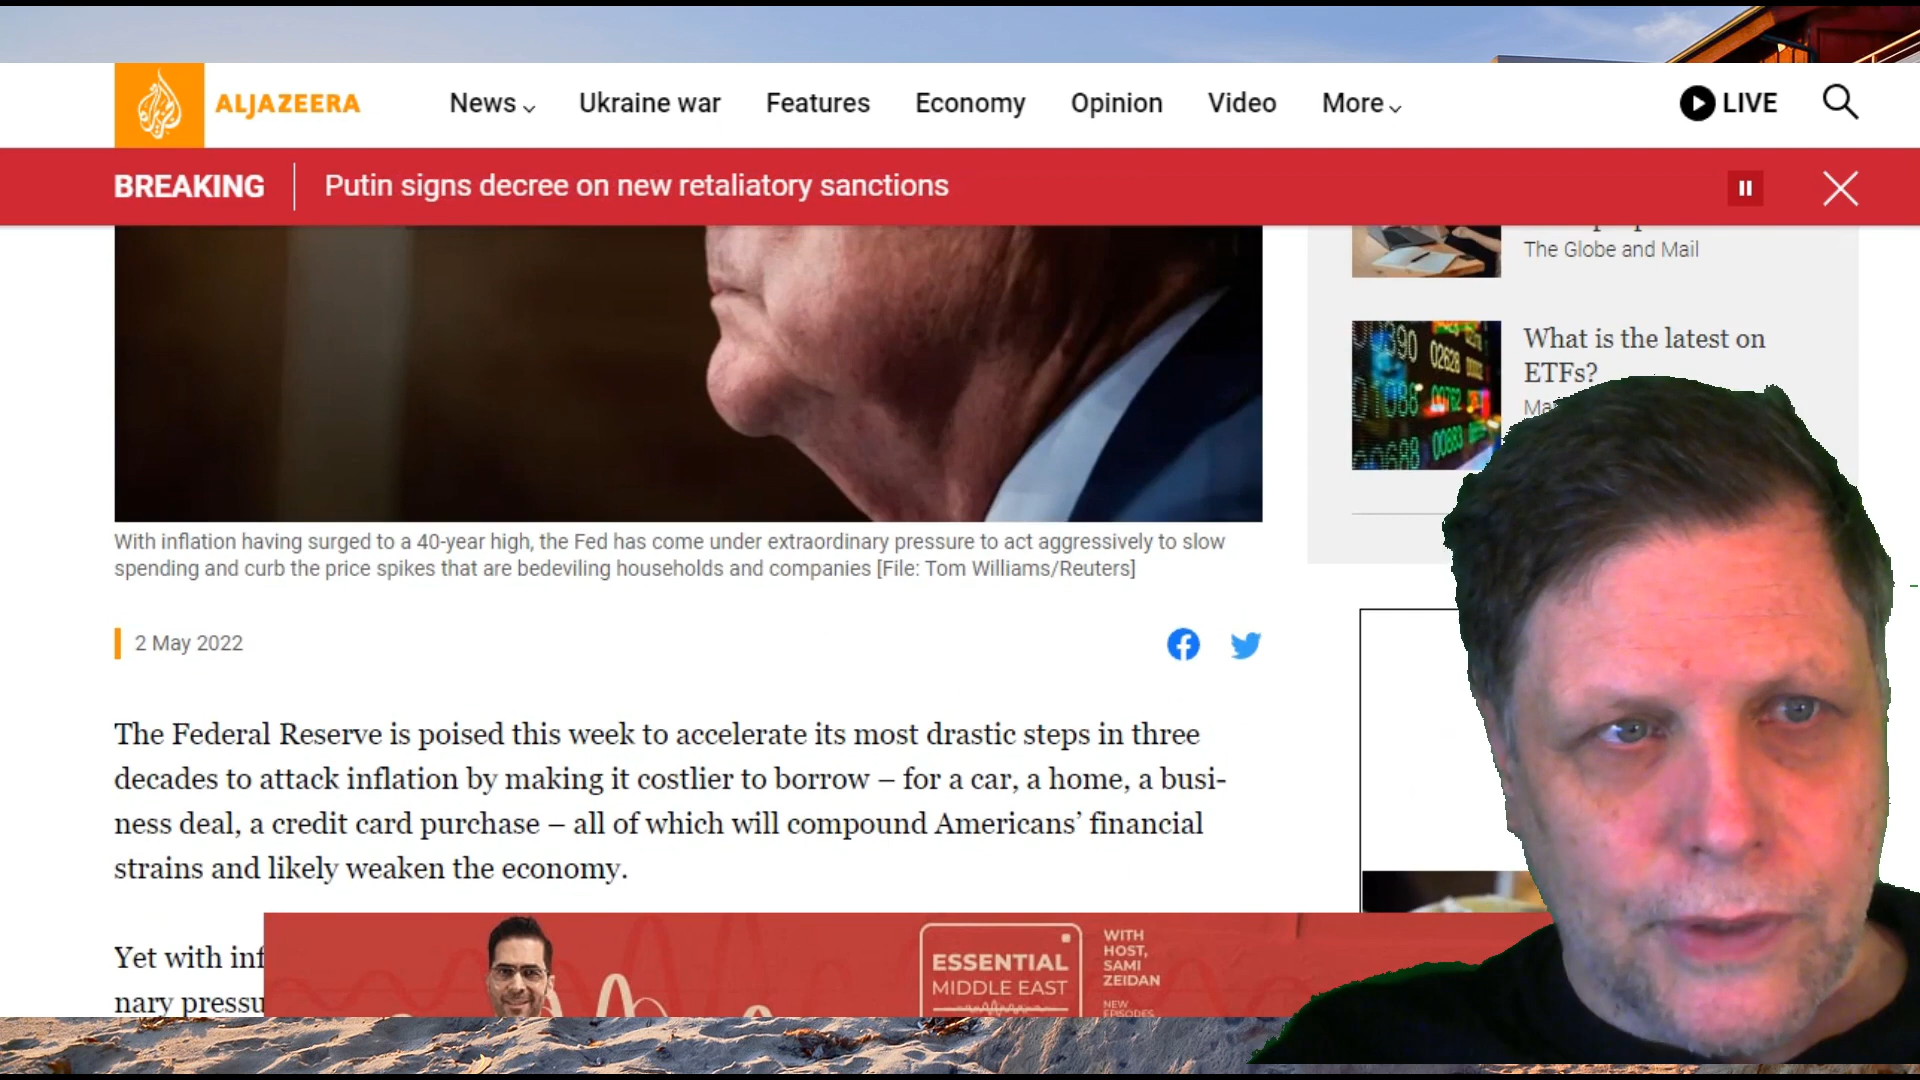 ALJAZEERA
News
Ukraine war
Features
Economy
Opinion
Video
More
LIVE
BREAKING
Putin signs decree on new retaliatory sanctions
The Globe and Mail
What is the latest on
ETFs?
With inflation having surged to a 40-year high, the Fed has come under extraordinary pressure to act aggressively to slow
spending and curb the price spikes that are bedeviling households and companies [File: Tom Williams/Reuters]
2 May 2022
The Federal Reserve is poised this week to accelerate its most drastic steps in three
decades to attack inflation by making it costlier to borrow – for a car, a home, a busi-
ness deal, a credit card purchase – all of which will compound Americans’ financial
strains and likely weaken the economy.
Yet with inf
nary pressu
ESSENTIAL
MIDDLE EAST
WITH
HOST,
SAMI
ZEIDAN
NEW
EPISODES